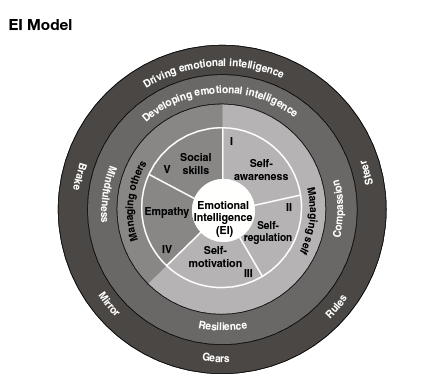 EI Model
Driving emotional intelligence
Developing emotional intelligence
Brake
Steer
Mindfulness
Compassion
Managing others
Managing self
I
Self-
awareness
II
Self-
regulation
III
Self-
motivation
IV
Empathy
V
Social
skills
Emotional
Intelligence
(EI)
Mirror
Rules
Resilience
Gears